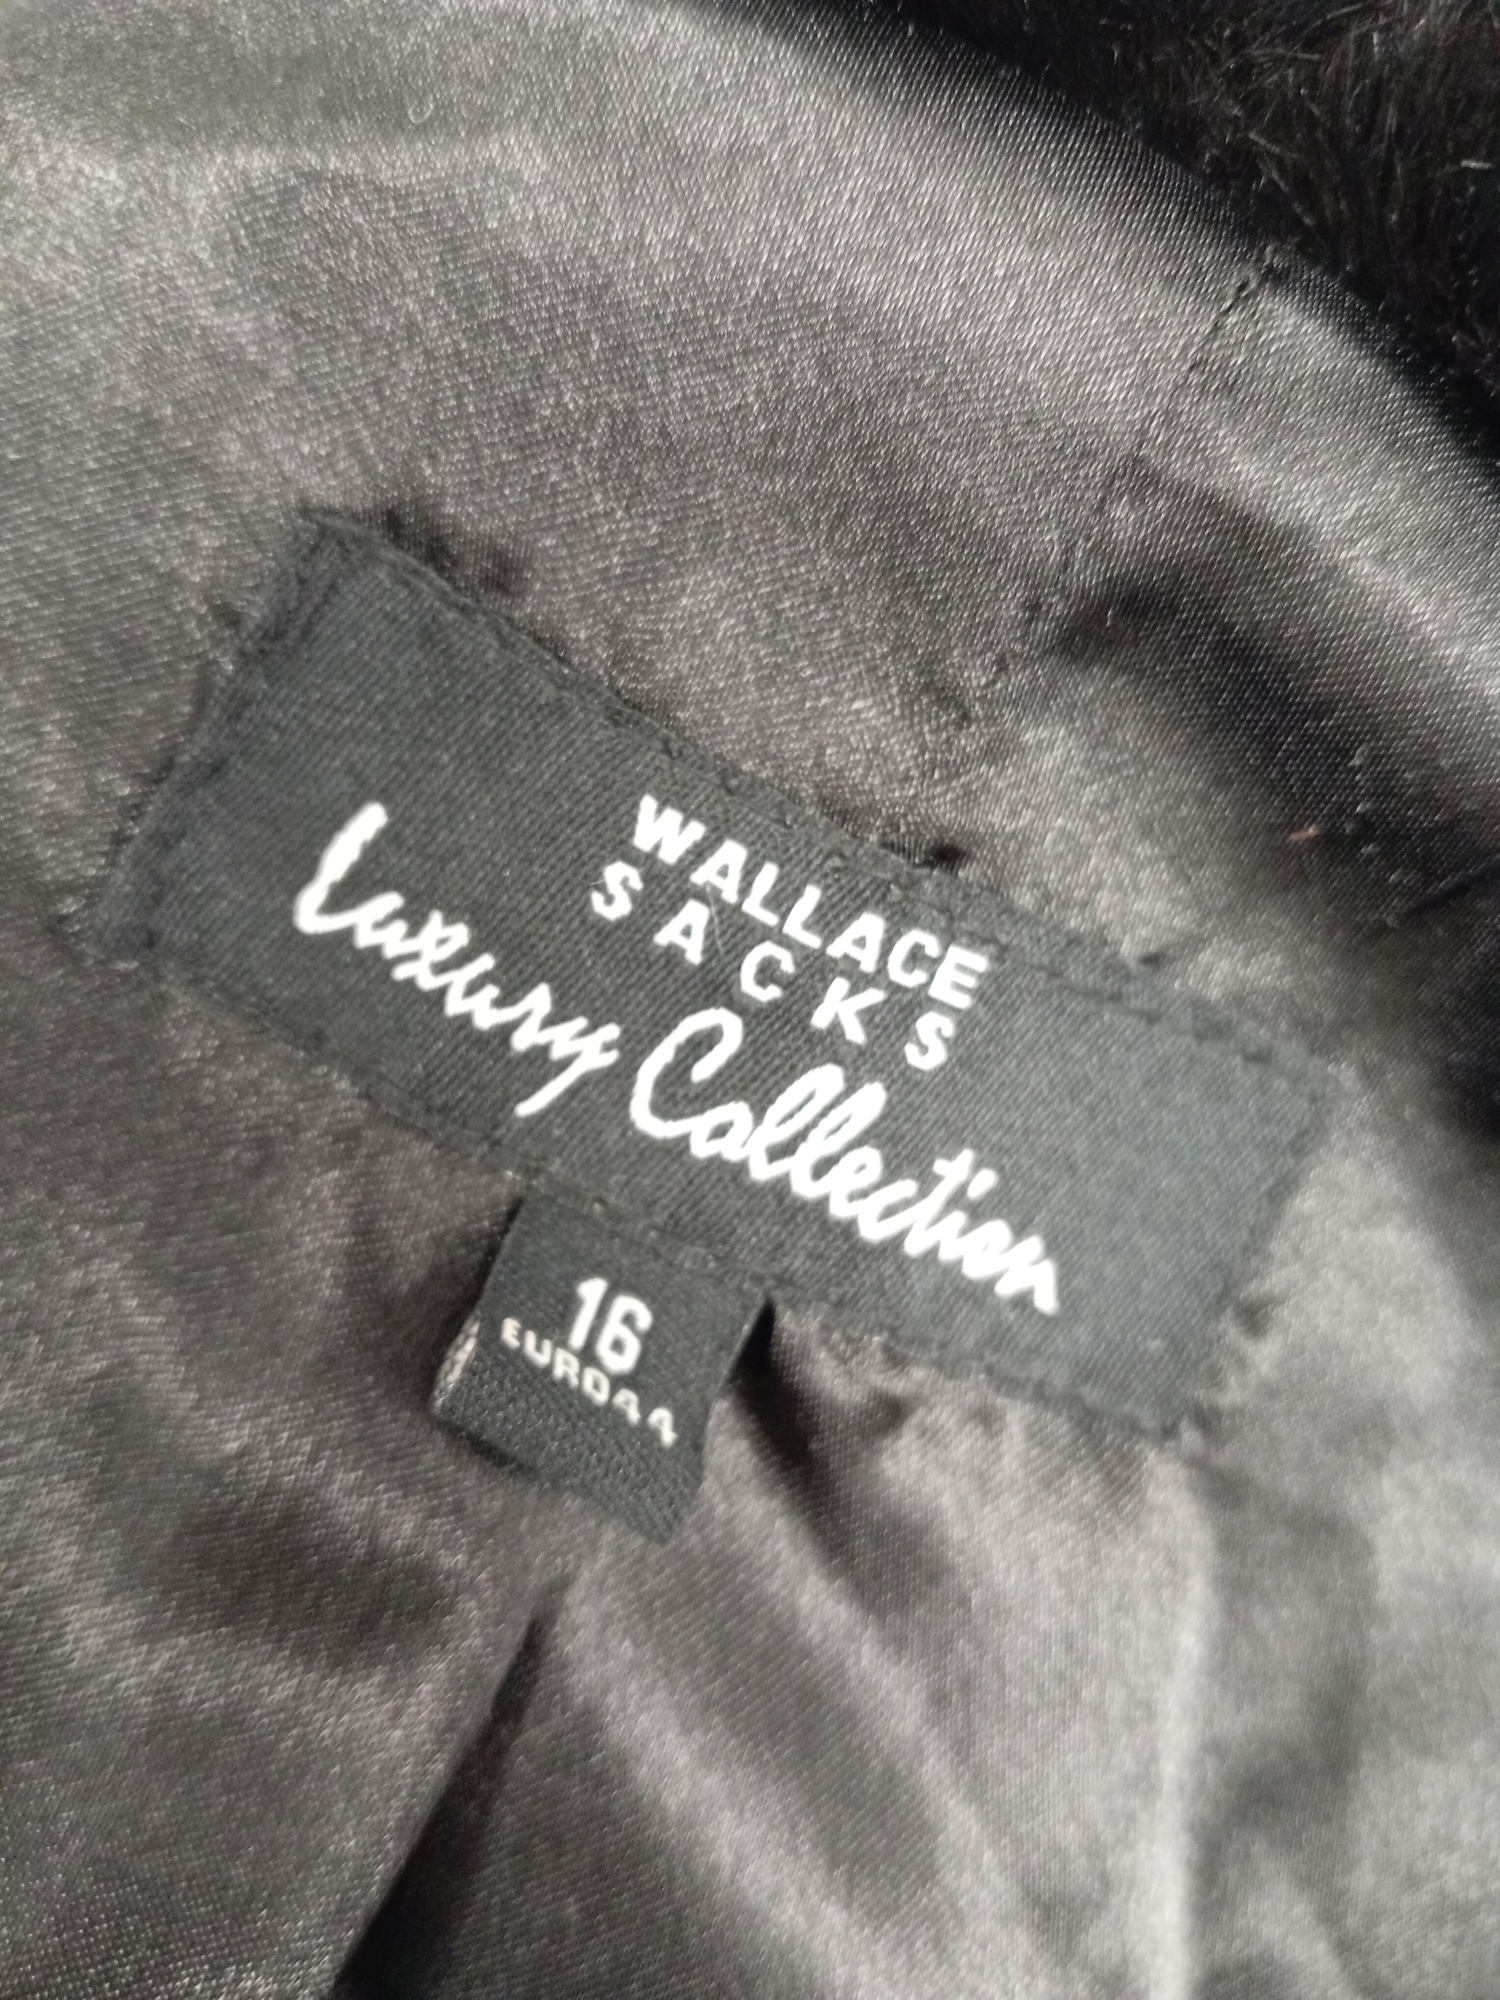 WALLACE
SACKS
Luxury Collection
16
EURO44